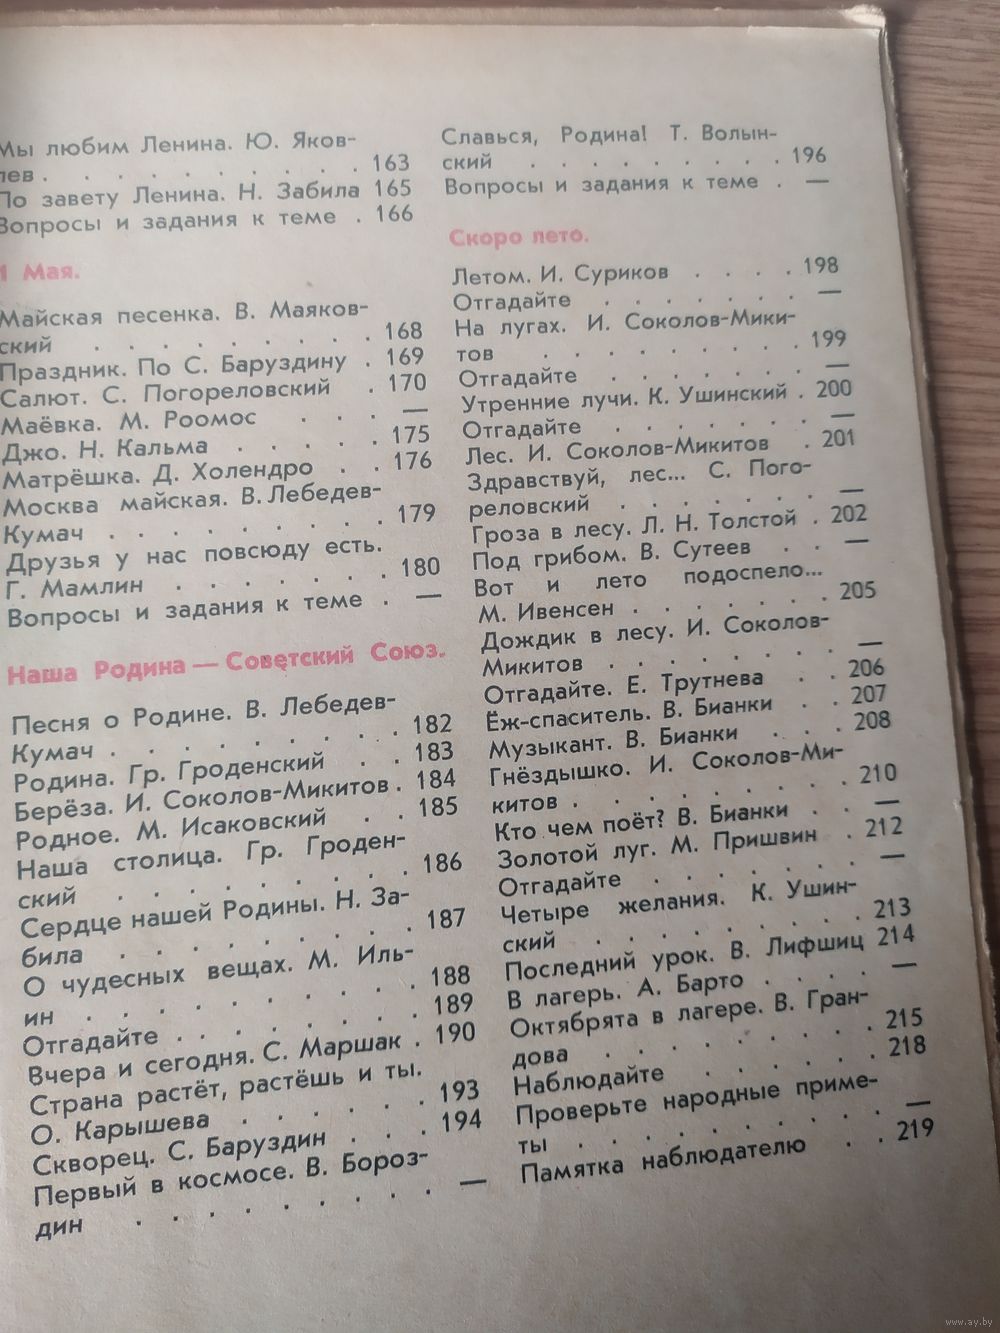 Мы любим Ленина. Ю. Яков-
лев . . . . . . . . . . . 163
По завету Ленина. Н. Забила 165
Вопросы и задания к теме . 166
1 Мая.
Майская песенка. В. Маяков-
ский . . . . . . . . . 168
Праздник. По С. Баруздину . 169
Салют. С. Погореловский . 170
Маёвка. М. Роомос . . . —
Джо. Н. Кальма . . . . . 175
Матрёшка. Д. Холендро . . 176
Москва майская. В. Лебедев-
Кумач . . . . . . . . . 179
Друзья у нас повсюду есть.
Г. Мамлин . . . . . . . 180
Вопросы и задания к теме . —
Наша Родина — Советский Союз.
Песня о Родине. В. Лебедев-
Кумач . . . . . . . . . 182
Родина. Гр. Гроденский . . 183
Берёза. И. Соколов-Микитов . 184
Родное. М. Исаковский . . 185
Наша столица. Гр. Гроден-
ский . . . . . . . . . 186
Сердце нашей Родины. Н. За-
била . . . . . . . . . 187
О чудесных вещах. М. Иль-
ин . . . . . . . . . . 188
Отгадайте . . . . . . . . 189
Вчера и сегодня. С. Маршак . 190
Страна растёт, растёшь и ты.
О. Карышева . . . . . . 193
Скворец. С. Баруздин . . . 194
Первый в космосе. В. Бороз-
дин . . . . . . . . . —
Славься, Родина! Т. Волын-
ский . . . . . . . . . 196
Вопросы и задания к теме . —
Скоро лето.
Летом. И. Суриков . . . . 198
Отгадайте . . . . . . . —
На лугах. И. Соколов-Мики-
тов . . . . . . . . . 199
Отгадайте . . . . . . . —
Утренние лучи. К. Ушинский . 200
Отгадайте . . . . . . . —
Лес. И. Соколов-Микитов . 201
Здравствуй, лес... С. Пого-
реловский . . . . . . . —
Гроза в лесу. Л. Н. Толстой . 202
Под грибом. В. Сутеев . . —
Вот и лето подоспело...
М. Ивенсен . . . . . . . 205
Дождик в лесу. И. Соколов-
Микитов . . . . . . . . —
Отгадайте. Е. Трутнева . . 206
Ёж-спаситель. В. Бианки . . 207
Музыкант. В. Бианки . . . 208
Гнёздышко. И. Соколов-Ми-
китов . . . . . . . . . 210
Кто чем поёт? В. Бианки . . —
Золотой луг. М. Пришвин . 212
Отгадайте . . . . . . . —
Четыре желания. К. Ушин-
ский . . . . . . . . . 213
Последний урок. В. Лифшиц 214
В лагерь. А. Барто . . . . —
Октябрята в лагере. В. Гран-
дова . . . . . . . . . 215
Наблюдайте . . . . . . 218
Проверьте народные приме-
ты . . . . . . . . . . —
Памятка наблюдателю . . 219
www.ay.by